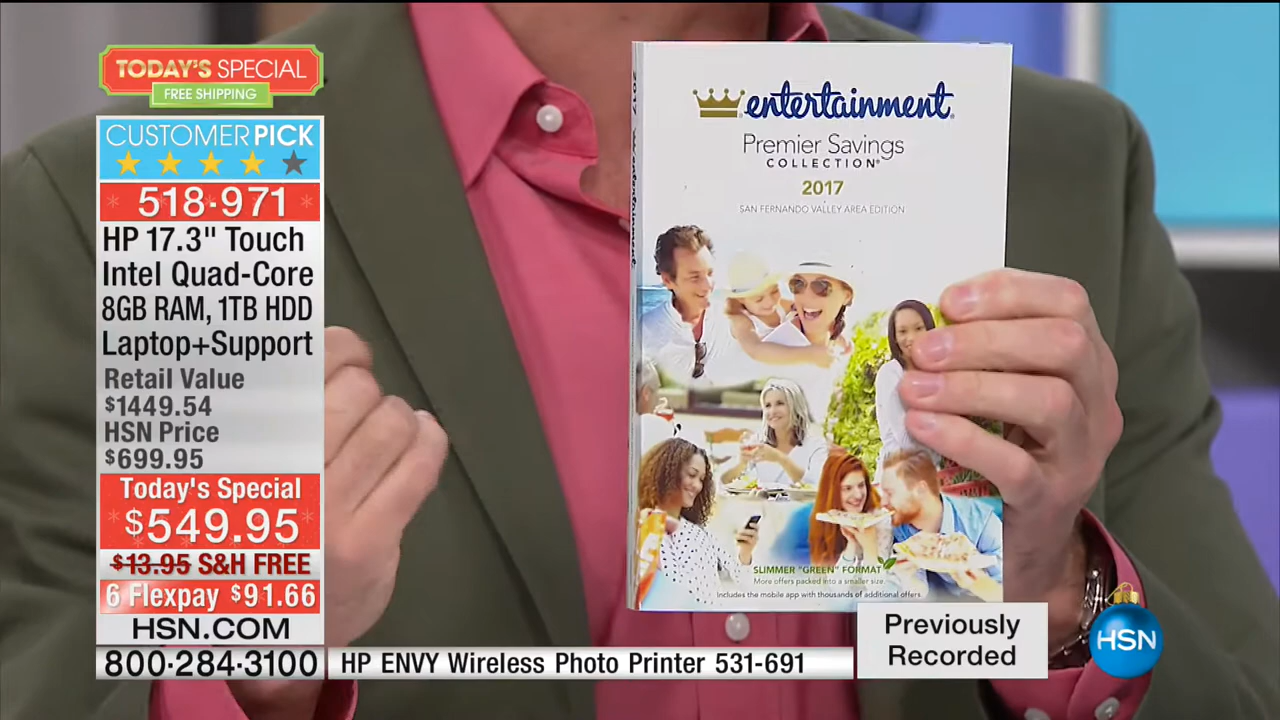 TODAY'S SPECIAL
FREE SHIPPING
CUSTOMER PICK
518-971
HP 17.3" Touch
Intel Quad-Core
8GB RAM, 1TB HDD
Laptop+Support
Retail Value
$1449.54
HSN Price
$699.95
Today's Special
$549.95
$13.95 S&H FREE
6 Flexpay $91.66
HSN.COM
800-284-3100
HP ENVY Wireless Photo Printer 531-691
Previously
Recorded
HSN
entertainment
Premier Savings
COLLECTION®
2017
SAN FERNANDO VALLEY AREA EDITION
SLIMMER "GREEN" FORMAT
More offers packed into a smaller size.
Includes the mobile app with thousands of additional offers.
2017